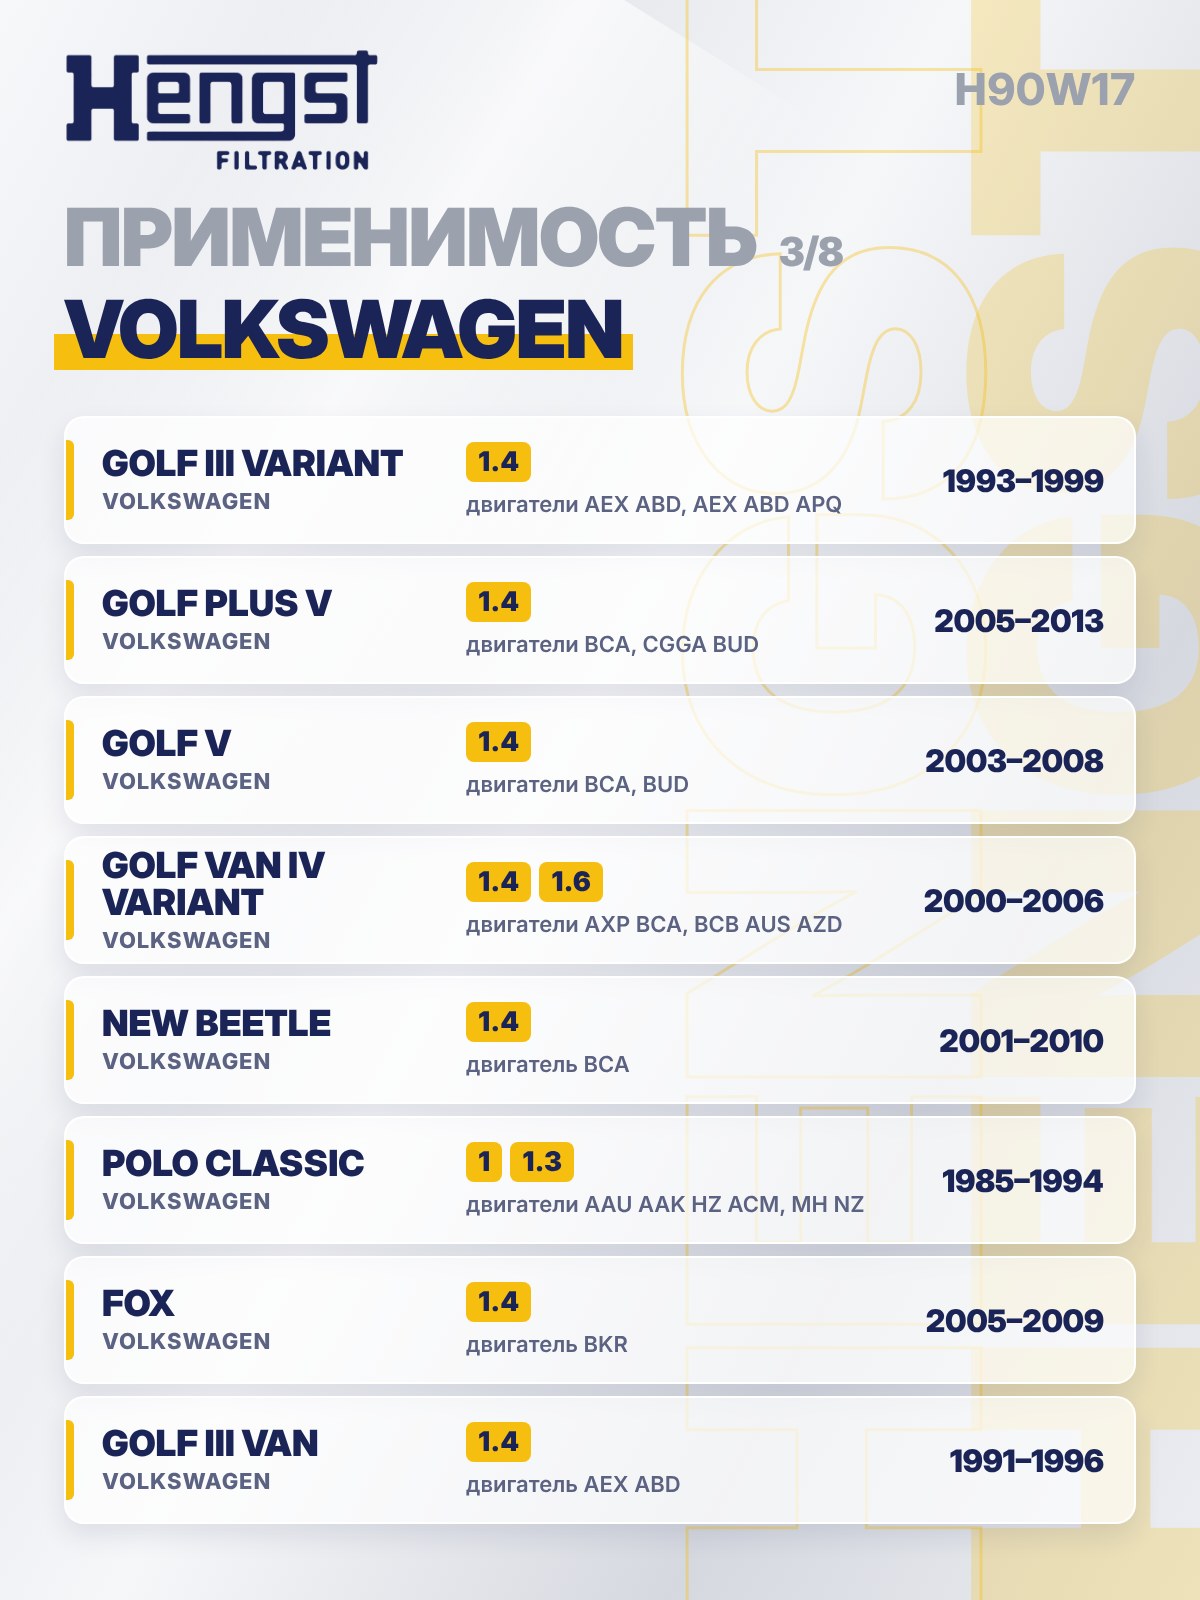 Hengst
FILTRATION
H90W17
ПРИМЕНИМОСТЬ 3/8
VOLKSWAGEN
GOLF III VARIANT
VOLKSWAGEN
1.4
двигатели AEX ABD, AEX ABD APQ
1993–1999
GOLF PLUS V
VOLKSWAGEN
1.4
двигатели BCA, CGGA BUD
2005–2013
GOLF V
VOLKSWAGEN
1.4
двигатели BCA, BUD
2003–2008
GOLF VAN IV
VARIANT
VOLKSWAGEN
1.4 1.6
двигатели AXP BCA, BCB AUS AZD
2000–2006
NEW BEETLE
VOLKSWAGEN
1.4
двигатель BCA
2001–2010
POLO CLASSIC
VOLKSWAGEN
1 1.3
двигатели AAU AAK HZ ACM, MH NZ
1985–1994
FOX
VOLKSWAGEN
1.4
двигатель BKR
2005–2009
GOLF III VAN
VOLKSWAGEN
1.4
двигатель AEX ABD
1991–1996
HENGST
HENGST